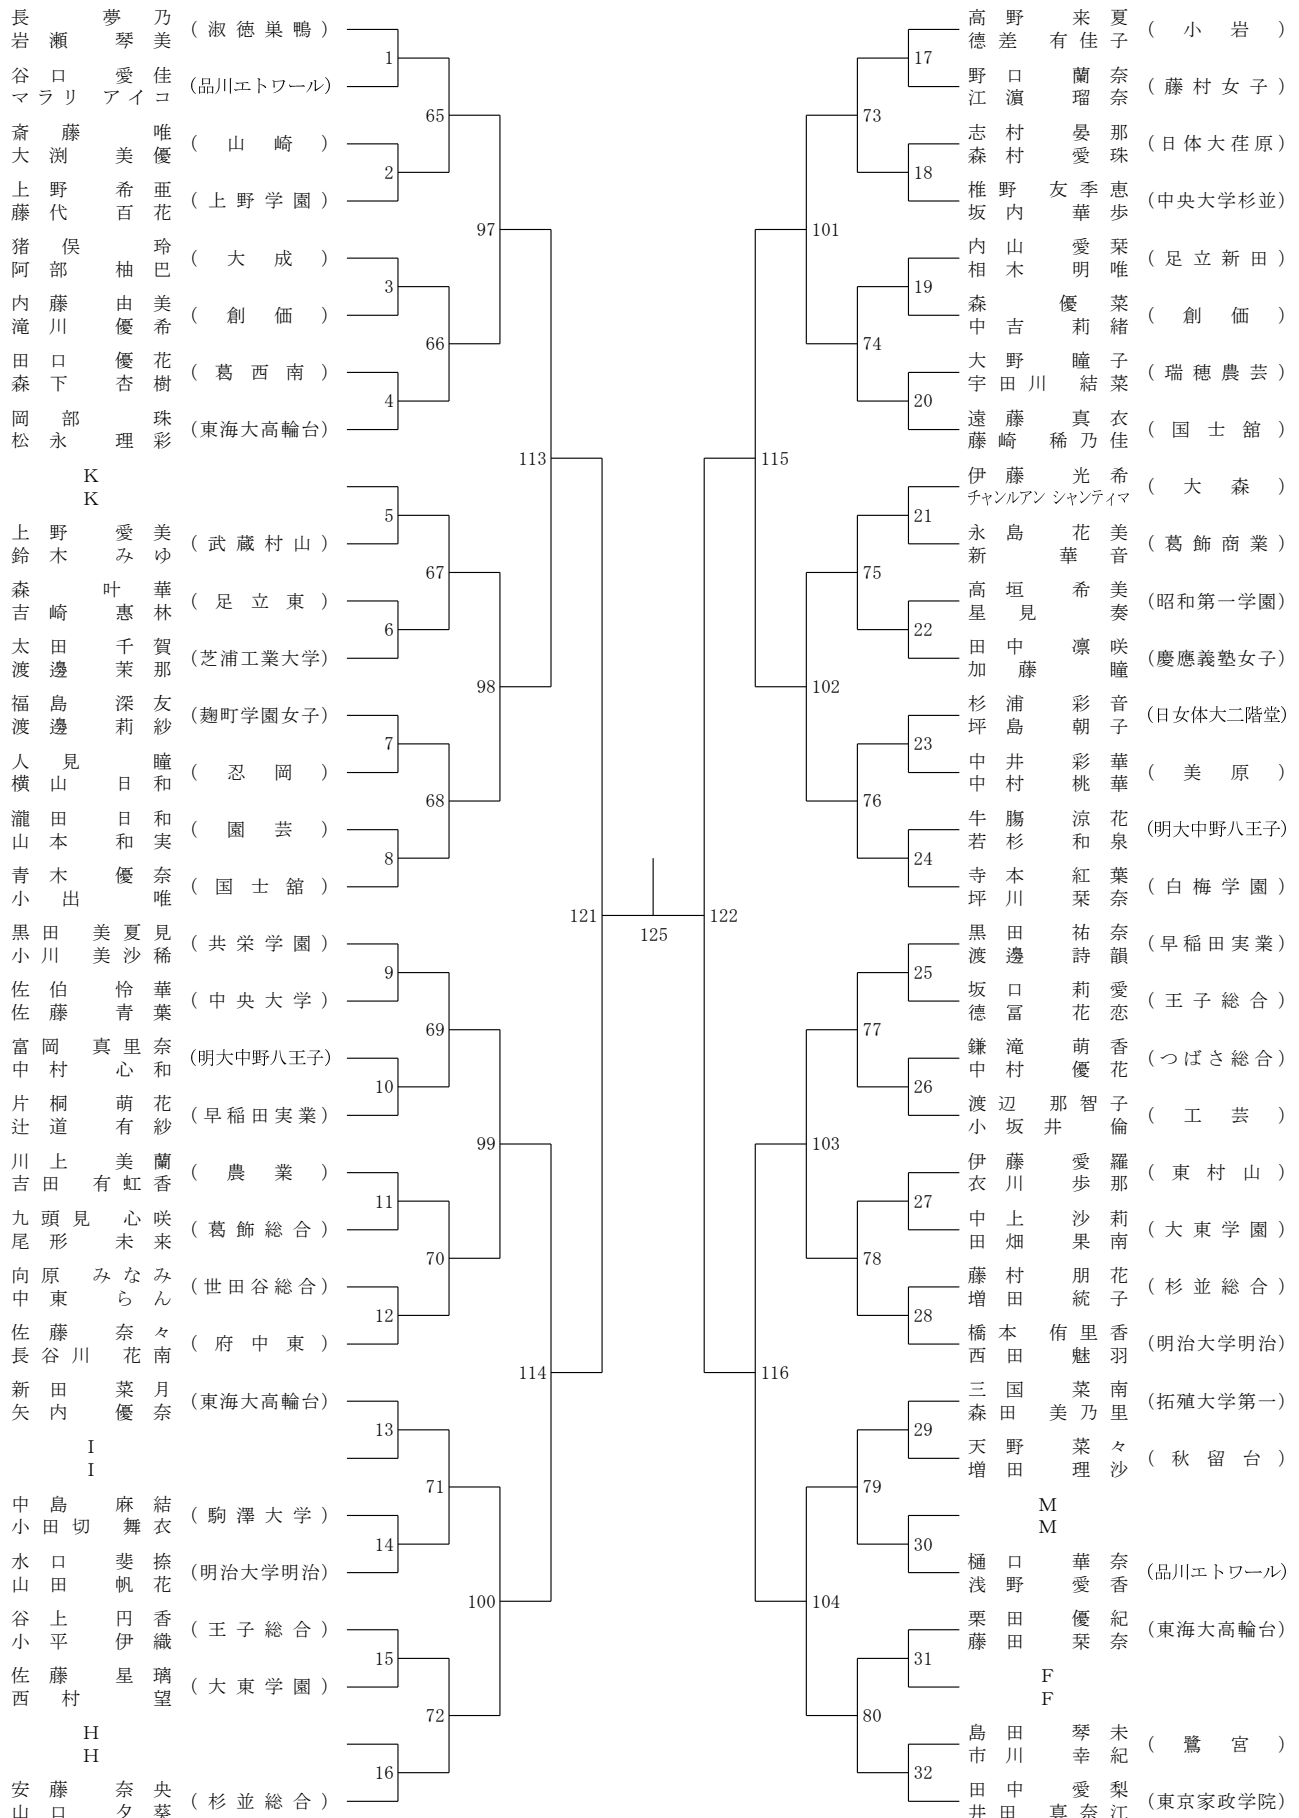 長 夢乃
岩瀬 琴美 (淑徳巣鴨)
1
谷口 愛佳
マラリ アイコ (品川エトワール)
65
斎藤 唯
大渕 美優 (山崎)
2
上野 希亜
藤代 百花 (上野学園)
97
猪俣 玲
阿部 柚巴 (大成)
3
内藤 由美
滝川 優希 (創価)
66
田口 優花
森下 杏樹 (葛西南)
4
岡部 珠
松永 理彩 (東海大高輪台)
113
K
K
5
上野 愛美
鈴木 みゆ (武蔵村山)
67
森 叶華
吉崎 惠林 (足立東)
6
太田 千賀
渡邊 茉那 (芝浦工業大学)
98
福島 深友
渡邊 莉紗 (麹町学園女子)
7
人見 瞳
横山 日和 (忍岡)
68
瀧田 日和
山本 和実 (園芸)
8
青木 優奈
小出 唯 (国士舘)
121
黒田 美夏見
小川 美沙稀 (共栄学園)
9
佐伯 怜華
佐藤 青葉 (中央大学)
69
富岡 真里奈
中村 心和 (明大中野八王子)
10
片桐 萌花
辻道 有紗 (早稲田実業)
99
川上 美蘭
吉田 有虹香 (農業)
11
九頭見 心咲
尾形 未来 (葛飾総合)
70
向原 みなみ
中東 らん (世田谷総合)
12
佐藤 奈々
長谷川 花南 (府中東)
114
新田 菜月
矢内 優奈 (東海大高輪台)
13
I
I
71
中島 麻結
小田切 舞衣 (駒澤大学)
14
水口 斐捺
山田 帆花 (明治大学明治)
100
谷上 円香
小平 伊織 (王子総合)
15
佐藤 星璃
西村 望 (大東学園)
72
H
H
16
安藤 奈央
山口 夕葵 (杉並総合)
125
高野 来夏
德差 有佳子 (小岩)
17
野口 蘭奈
江濵 瑠奈 (藤村女子)
73
志村 晏那
森村 愛珠 (日体大荏原)
18
椎野 友季恵
坂内 華歩 (中央大学杉並)
101
内山 愛栞
相木 明唯 (足立新田)
19
森 優菜
中吉 莉緒 (創価)
74
大野 瞳子
宇田川 結菜 (瑞穂農芸)
20
遠藤 真衣
藤崎 稀乃佳 (国士舘)
115
伊藤 光希
チャンルアン シャンティマ (大森)
21
永島 花美
新 華音 (葛飾商業)
75
高垣 希美
星見 奏 (昭和第一学園)
22
田中 凛咲
加藤 瞳 (慶應義塾女子)
102
杉浦 彩音
坪島 朝子 (日女体大二階堂)
23
中井 彩華
中村 桃華 (美原)
76
牛膓 涼花
若杉 和泉 (明大中野八王子)
24
寺本 紅葉
坪川 栞奈 (白梅学園)
122
黒田 祐奈
渡邊 詩韻 (早稲田実業)
25
坂口 莉愛
德冨 花恋 (王子総合)
77
鎌滝 萌香
中村 優花 (つばさ総合)
26
渡辺 那智子
小坂井 倫 (工芸)
103
伊藤 愛羅
衣川 歩那 (東村山)
27
中上 沙莉
田畑 果南 (大東学園)
78
藤村 朋花
増田 統子 (杉並総合)
28
橋本 侑里香
西田 魅羽 (明治大学明治)
116
三国 菜南
森田 美乃里 (拓殖大学第一)
29
天野 菜々
増田 理沙 (秋留台)
79
M
M
30
樋口 華奈
浅野 愛香 (品川エトワール)
104
栗田 優紀
藤田 栞奈 (東海大高輪台)
31
F
F
80
島田 琴未
市川 幸紀 (鷺宮)
32
田中 愛梨
井田 真奈江 (東京家政学院)